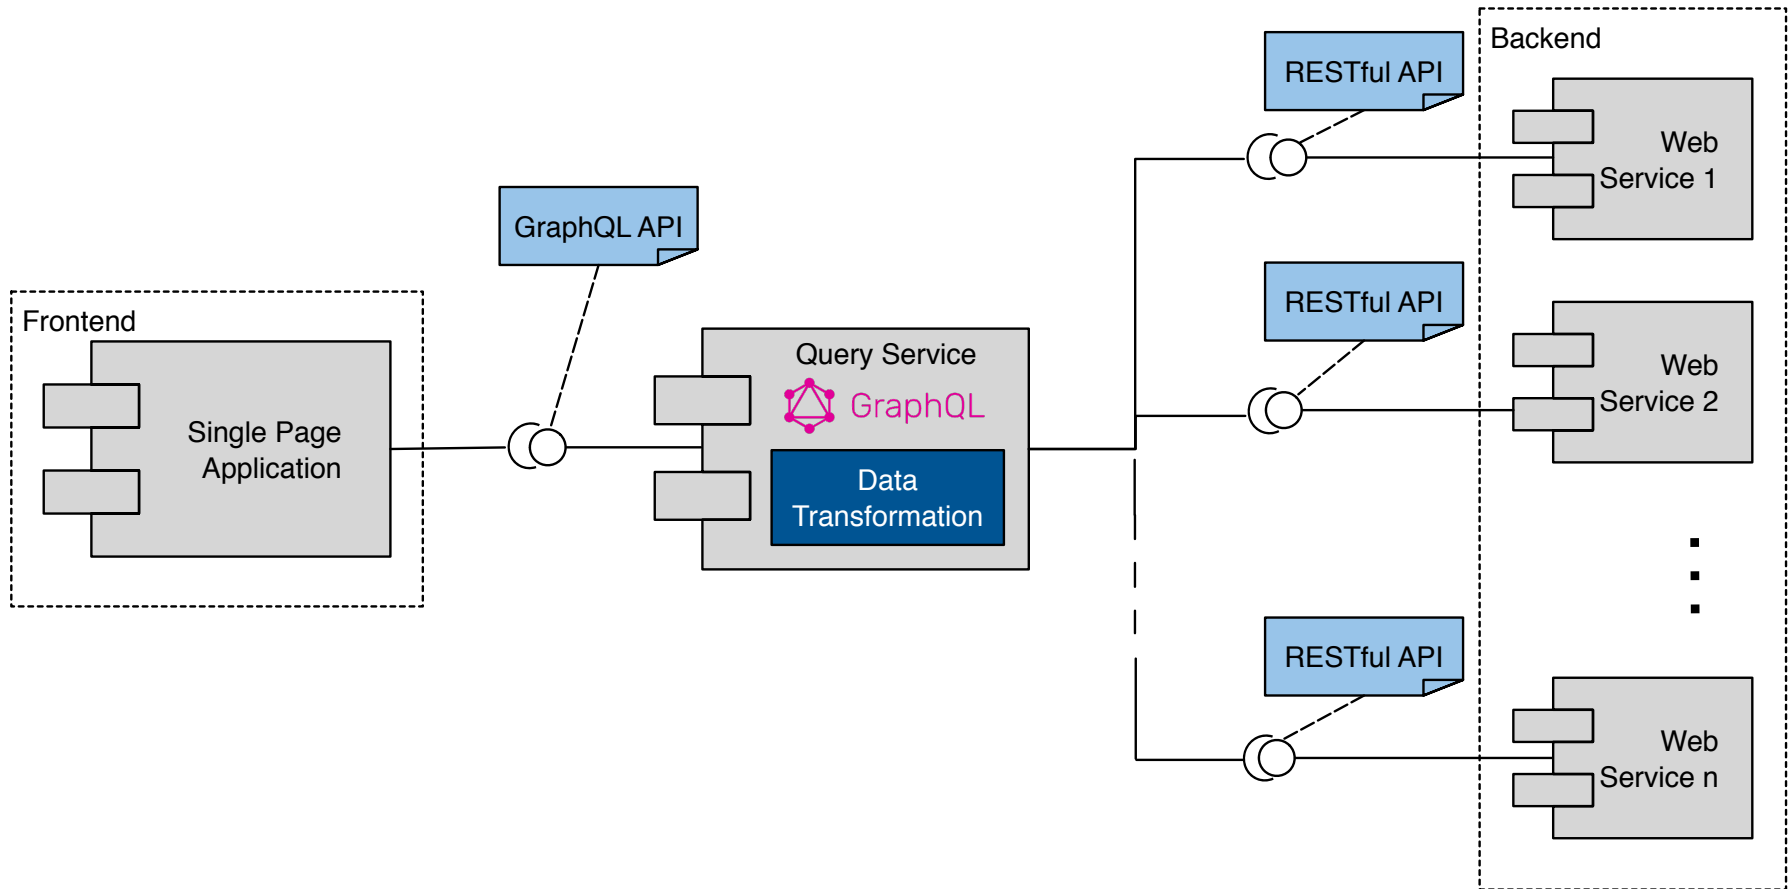 Frontend
Single Page
Application
GraphQL API
Query Service
GraphQL
Data
Transformation
RESTful API
RESTful API
RESTful API
Backend
Web
Service 1
Web
Service 2
Web
Service n